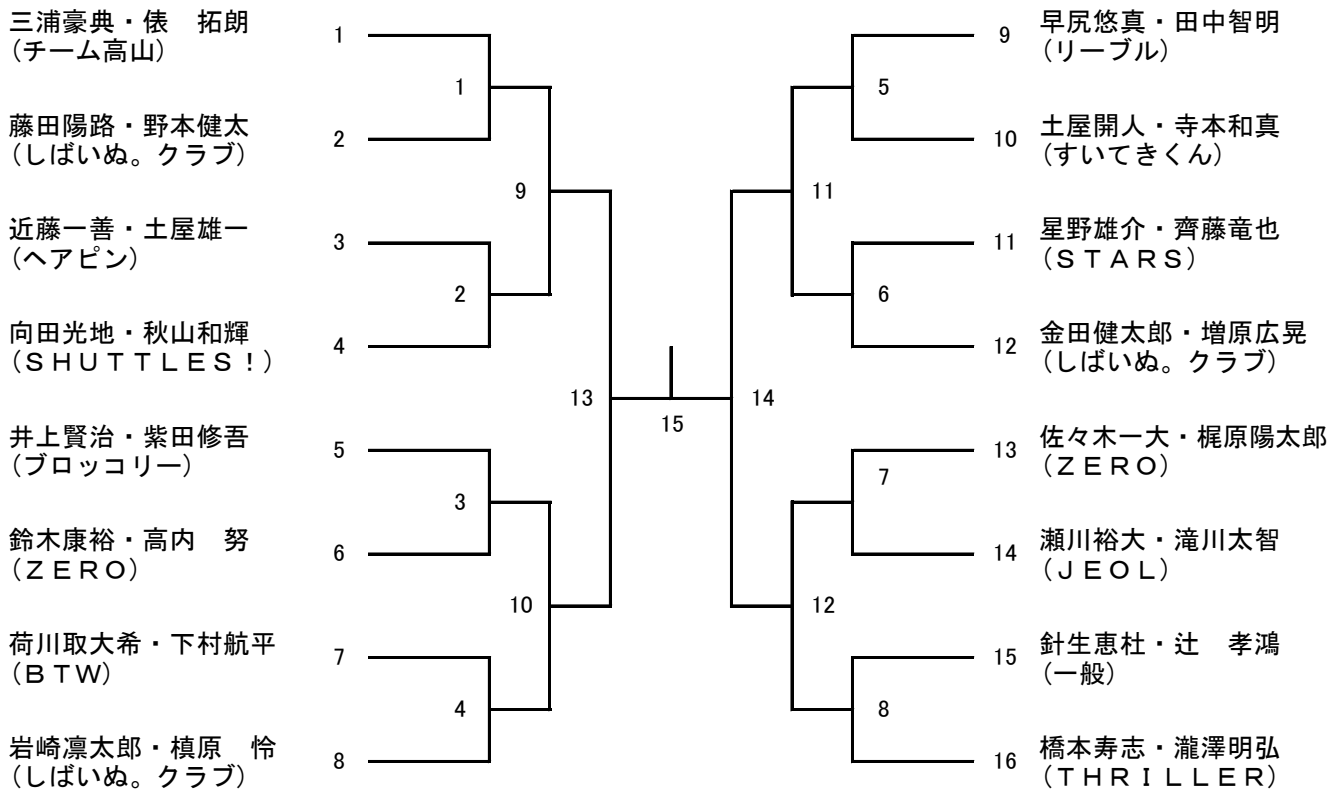 三浦豪典・俵　拓朗
(チーム高山)
1
藤田陽路・野本健太
(しばいぬ。クラブ)
2
1
近藤一善・土屋雄一
(ヘアピン)
3
向田光地・秋山和輝
(ＳＨＵＴＴＬＥＳ！)
4
2
9
井上賢治・紫田修吾
(ブロッコリー)
5
鈴木康裕・高内　努
(ＺＥＲＯ)
6
3
荷川取大希・下村航平
(ＢＴＷ)
7
岩崎凛太郎・槙原　怜
(しばいぬ。クラブ)
8
4
10
13
15
14
11
5
9
早尻悠真・田中智明
(リーブル)
10
土屋開人・寺本和真
(すいてきくん)
6
11
星野雄介・齊藤竜也
(ＳＴＡＲＳ)
12
金田健太郎・増原広晃
(しばいぬ。クラブ)
12
7
13
佐々木一大・梶原陽太郎
(ＺＥＲＯ)
14
瀬川裕大・滝川太智
(ＪＥＯＬ)
8
15
針生恵杜・辻　孝鴻
(一般)
16
橋本寿志・瀧澤明弘
(ＴＨＲＩＬＬＥＲ)